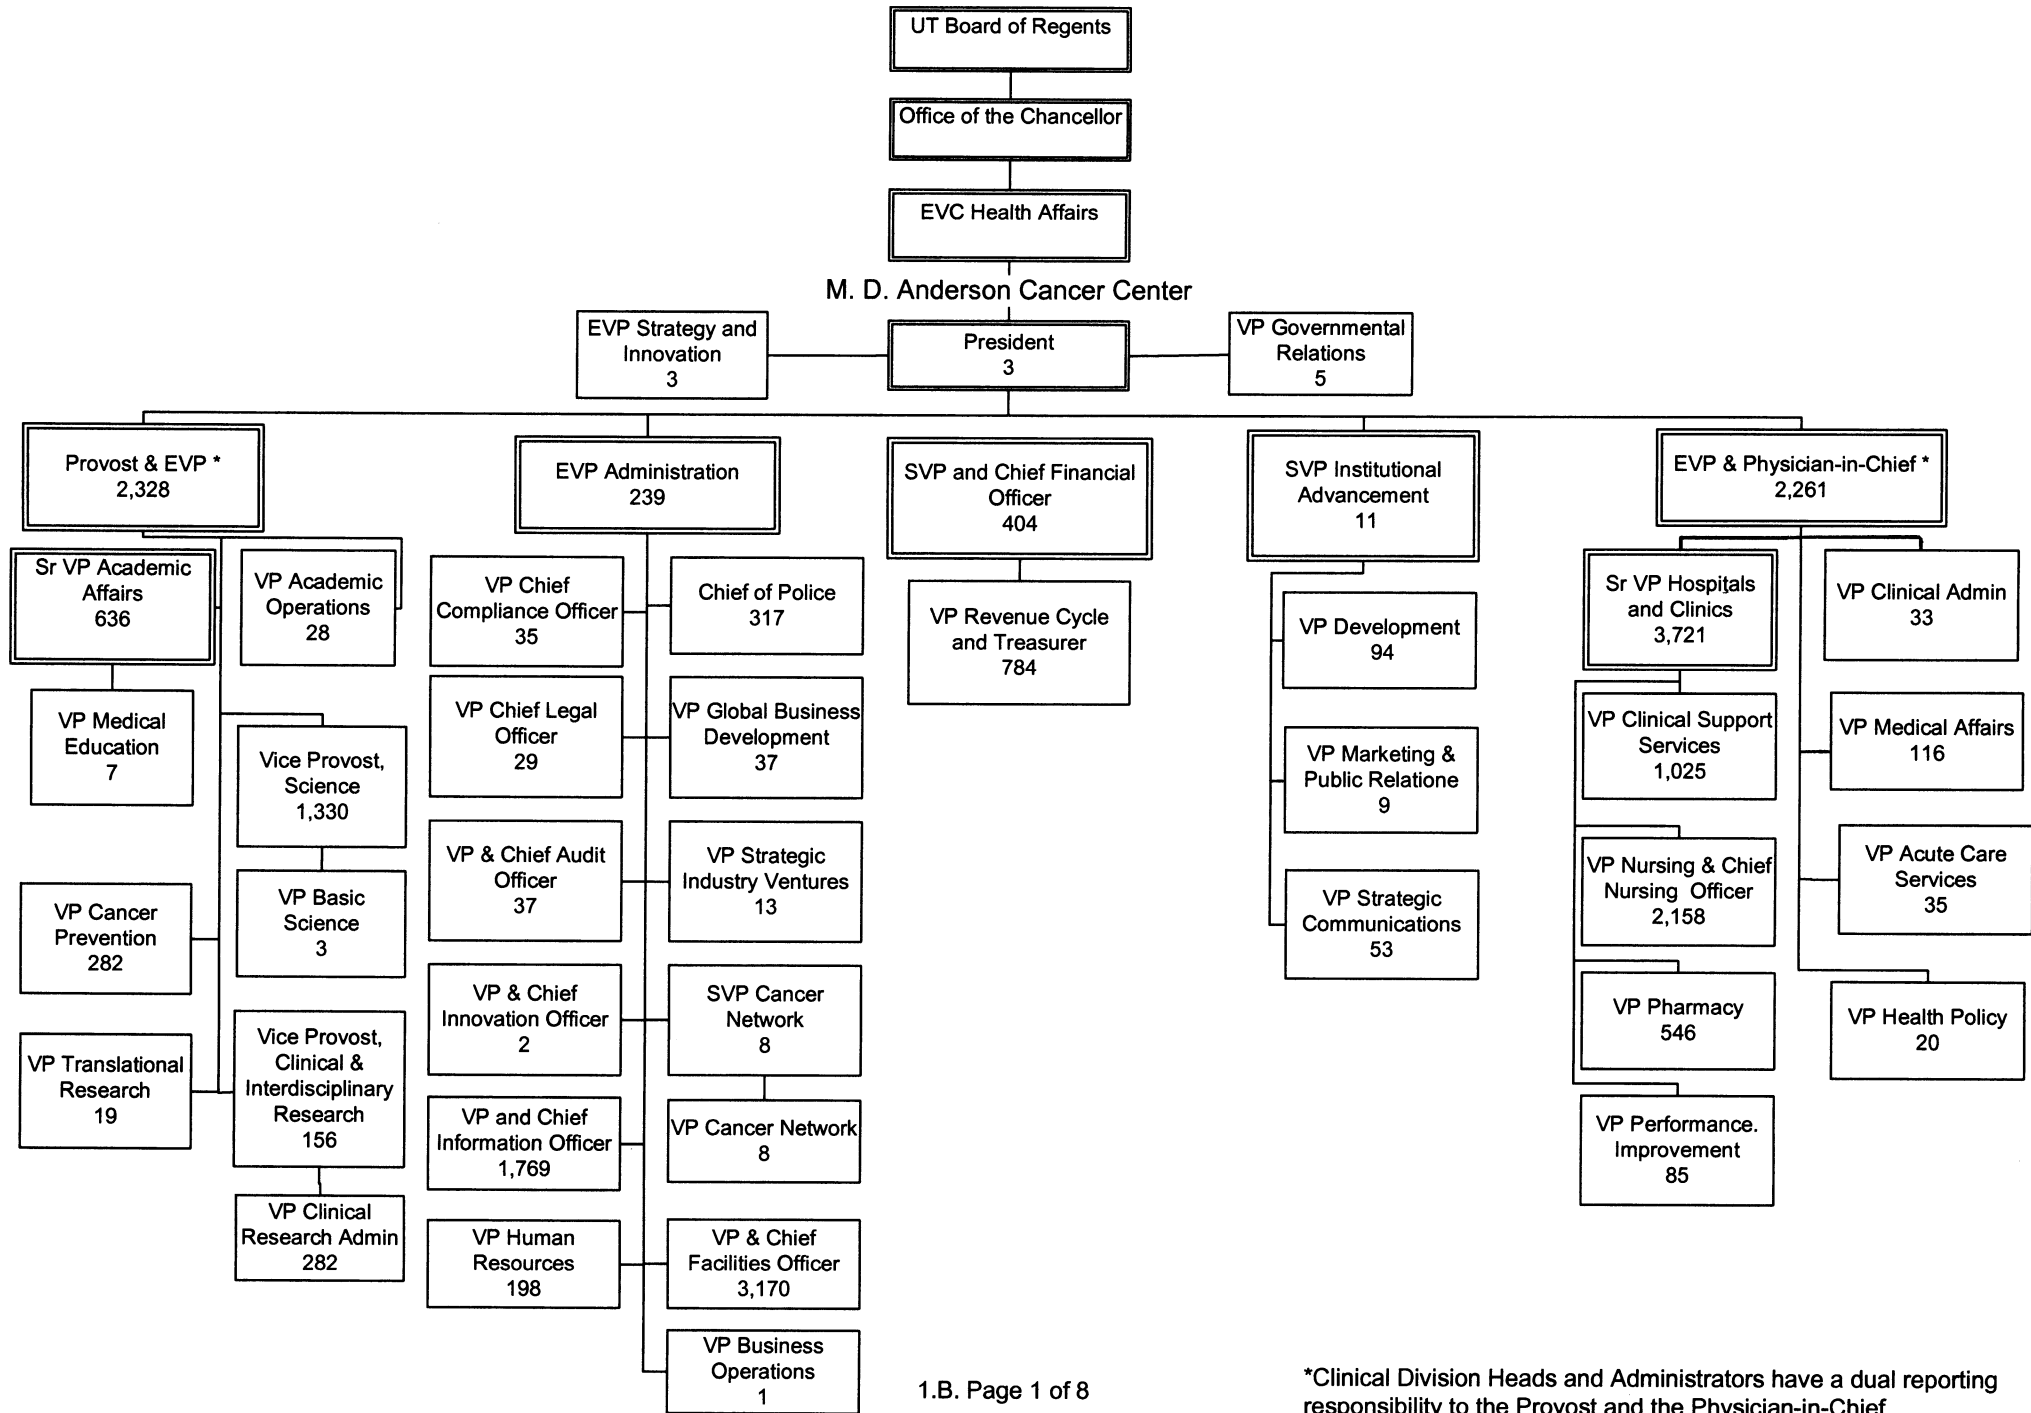 UT Board of Regents
Office of the Chancellor
EVC Health Affairs
M. D. Anderson Cancer Center
EVP Strategy and
Innovation
3
President
3
VP Governmental
Relations
5
Provost & EVP *
2,328
EVP Administration
239
SVP and Chief Financial
Officer
404
SVP Institutional
Advancement
11
EVP & Physician-in-Chief *
2,261
Sr VP Academic
Affairs
636
VP Academic
Operations
28
VP Medical
Education
7
Vice Provost,
Science
1,330
VP Basic
Science
3
VP Cancer
Prevention
282
VP Translational
Research
19
Vice Provost,
Clinical &
Interdisciplinary
Research
156
VP Clinical
Research Admin
282
VP Chief
Compliance Officer
35
Chief of Police
317
VP Chief Legal
Officer
29
VP Global Business
Development
37
VP & Chief Audit
Officer
37
VP Strategic
Industry Ventures
13
VP & Chief
Innovation Officer
2
SVP Cancer
Network
8
VP and Chief
Information Officer
1,769
VP Cancer Network
8
VP Human
Resources
198
VP & Chief
Facilities Officer
3,170
VP Business
Operations
1
VP Revenue Cycle
and Treasurer
784
VP Development
94
VP Marketing &
Public Relatione
9
VP Strategic
Communications
53
Sr VP Hospitals
and Clinics
3,721
VP Clinical Admin
33
VP Clinical Support
Services
1,025
VP Medical Affairs
116
VP Nursing & Chief
Nursing Officer
2,158
VP Acute Care
Services
35
VP Pharmacy
546
VP Health Policy
20
VP Performance.
Improvement
85
1.B. Page 1 of 8
*Clinical Division Heads and Administrators have a dual reporting
responsibility to the Provost and the Physician-in-Chief